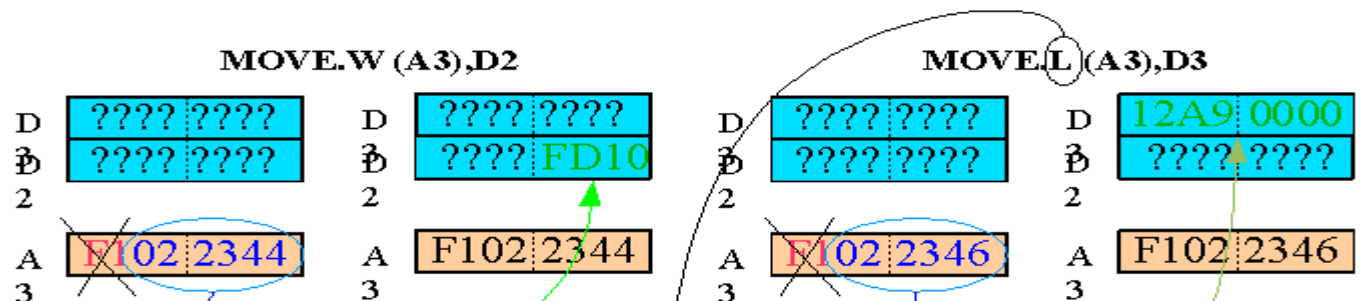 MOVE.W (A3),D2 MOVE.L (A3),D3
D3 ???? ???? D3 ???? ???? D3 ???? ???? D3 12A9 0000
D2 ???? ???? D2 ???? FD10 D2 ???? ???? D2 ???? ????
A3 F102 2344 A3 F102 2344 A3 F102 2346 A3 F102 2346